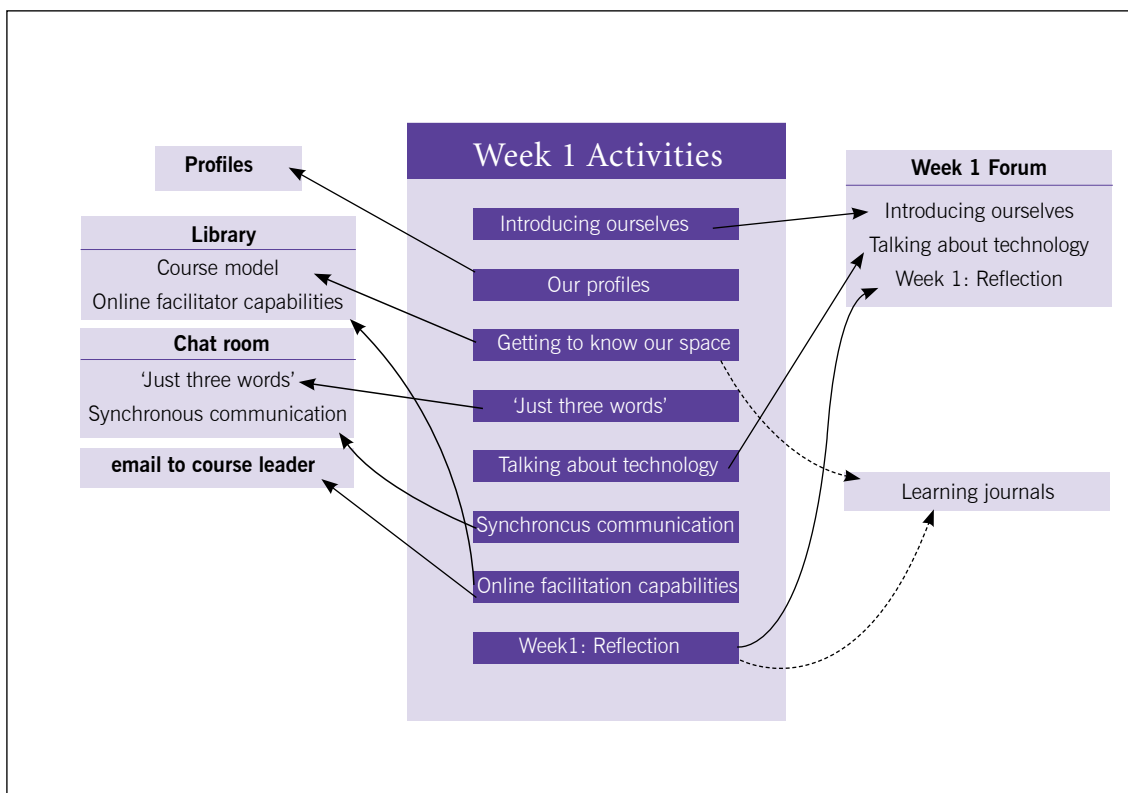 Profiles
Library
Course model
Online facilitator capabilities
Chat room
‘Just three words’
Synchronous communication
email to course leader
Week 1 Activities
Introducing ourselves
Our profiles
Getting to know our space
‘Just three words’
Talking about technology
Synchroncus communication
Online facilitation capabilities
Week1: Reflection
Week 1 Forum
Introducing ourselves
Talking about technology
Week 1: Reflection
Learning journals